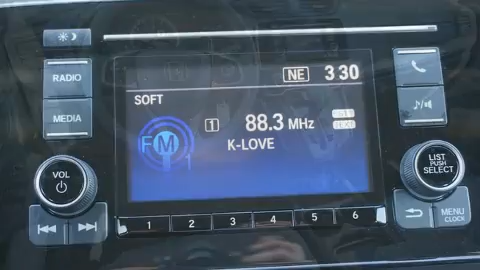 NE 3 30
RADIO
SOFT
MEDIA
1 88.3 MHz
FM1
K-LOVE
VOL
LIST
PUSH
SELECT
MENU
CLOCK
1 2 3 4 5 6